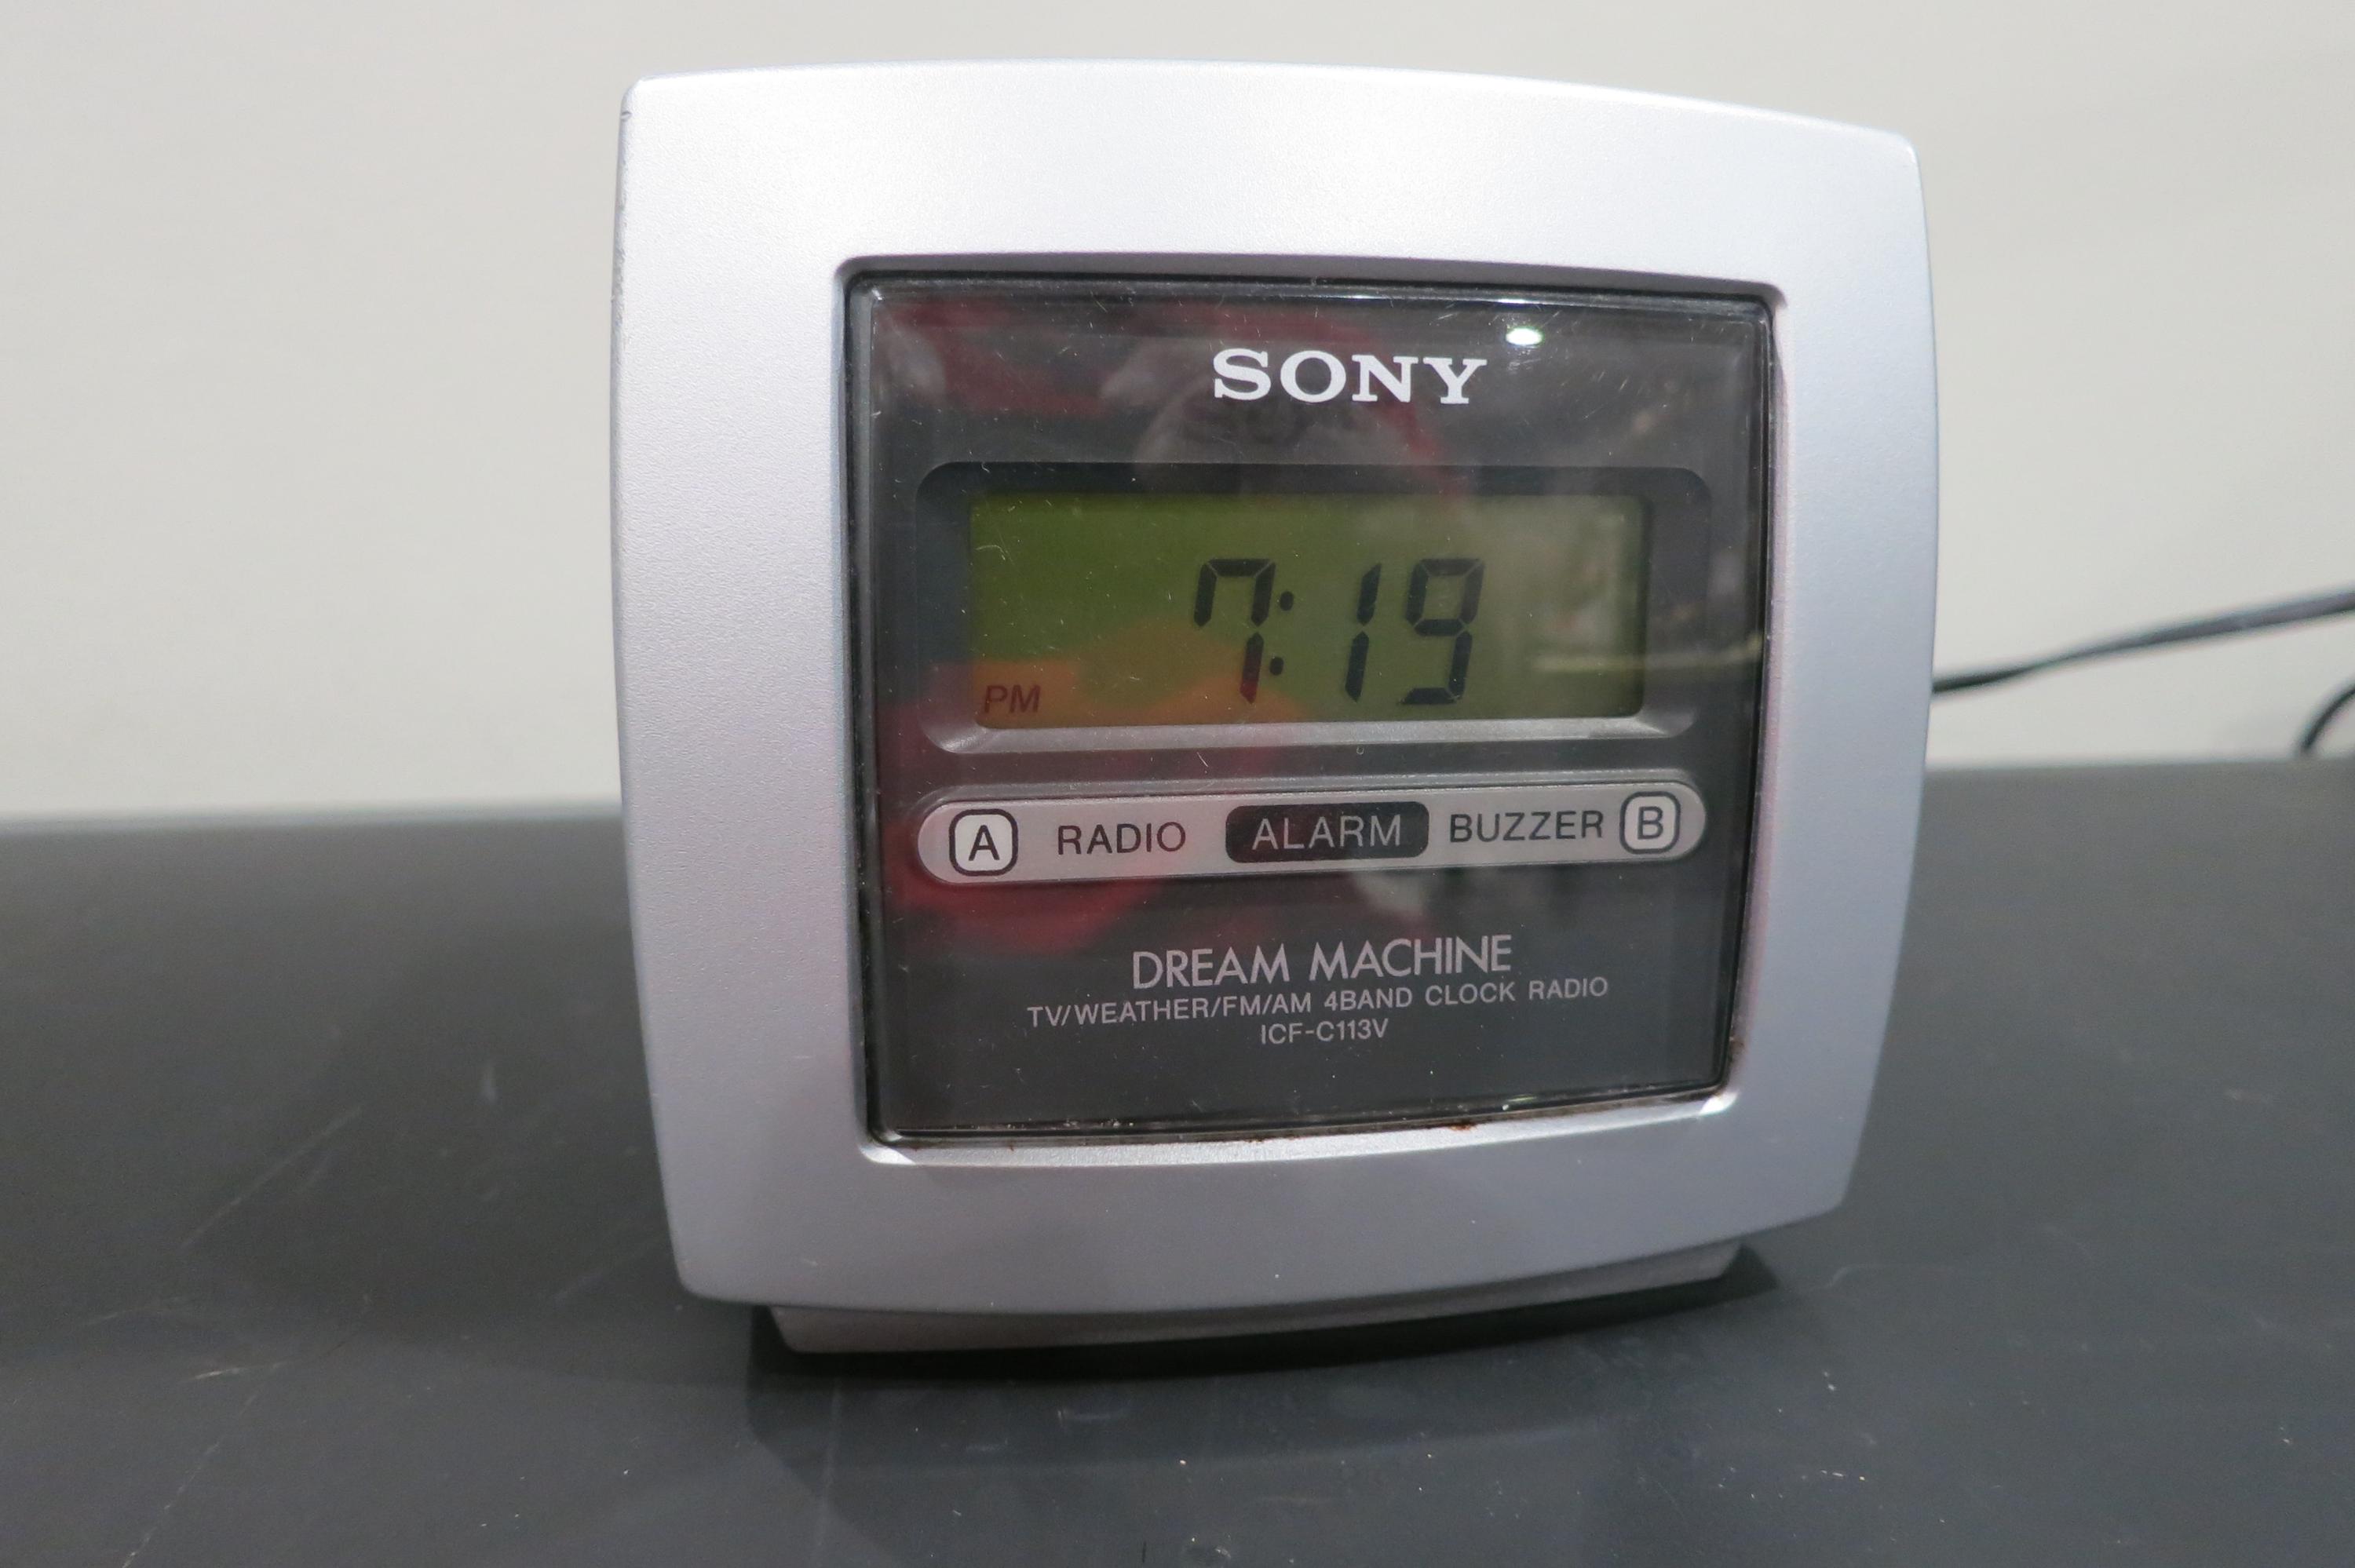 SONY
7:19
PM
A RADIO ALARM BUZZER B
DREAM MACHINE
TV/WEATHER/FM/AM 4BAND CLOCK RADIO
ICF-C113V